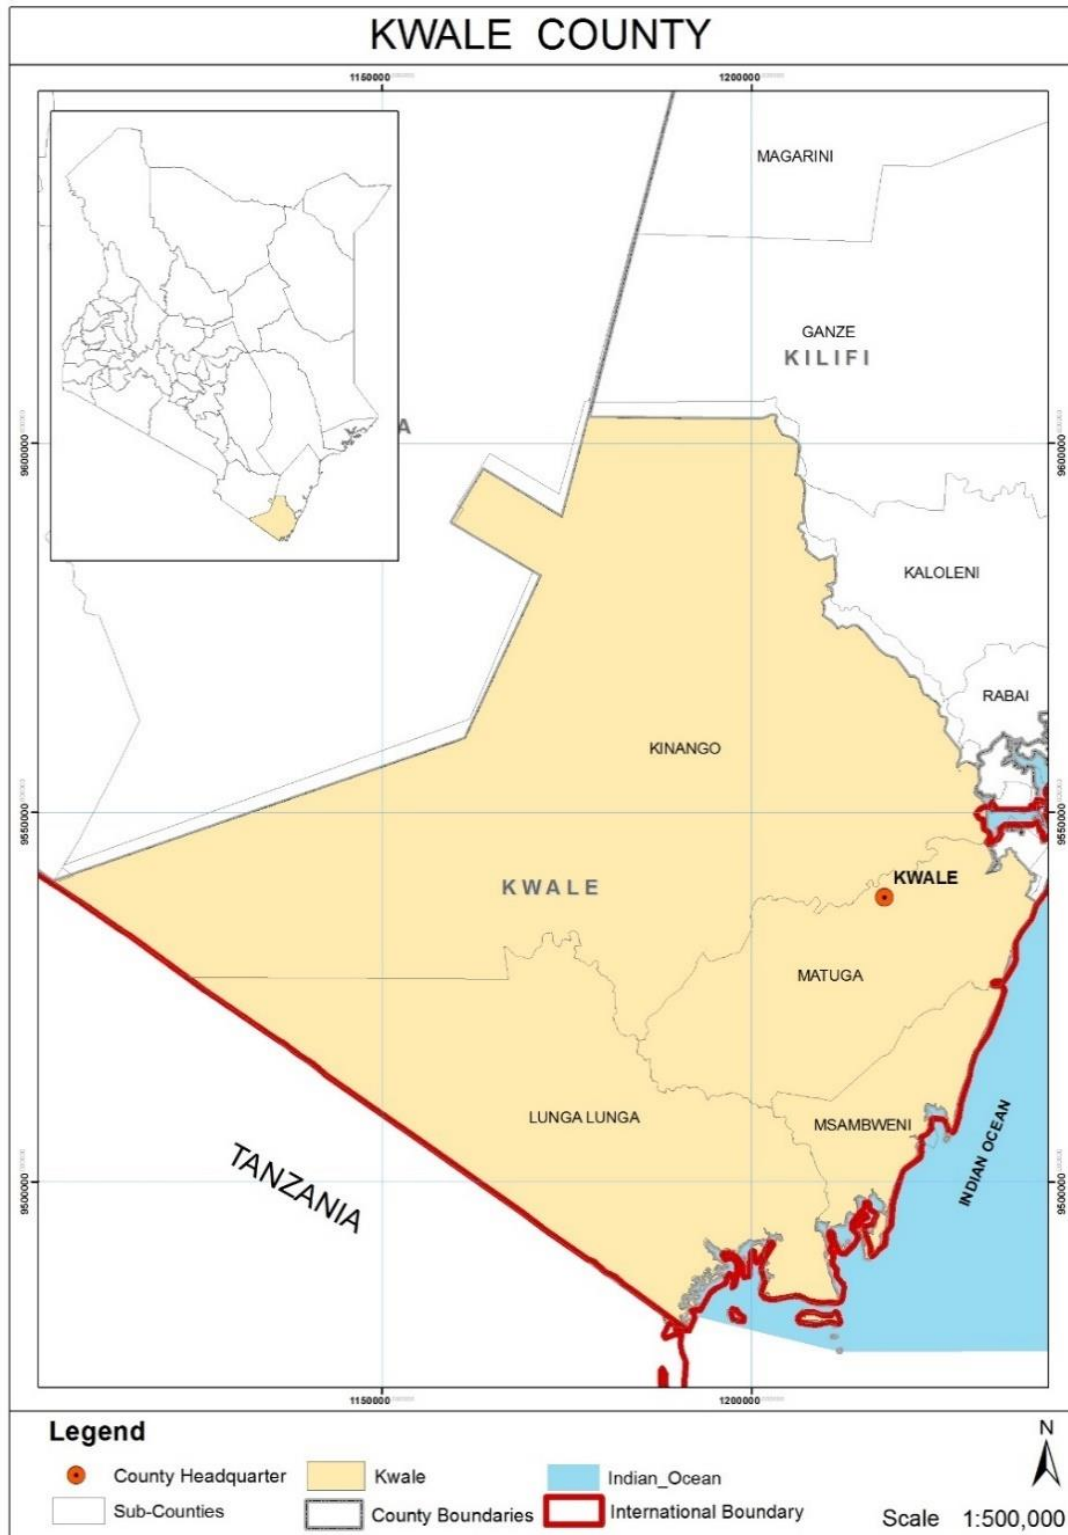 KWALE COUNTY
1150000
1200000
MAGARINI
GANZE
KILIFI
A
9600000
9600000
KALOLENI
RABAI
KINANGO
9550000
9550000
KWALE
KWALE
MATUGA
LUNGA LUNGA
MSAMBWENI
INDIAN OCEAN
TANZANIA
9500000
9500000
1150000
1200000
Legend
N
County Headquarter
Kwale
Indian_Ocean
Sub-Counties
County Boundaries
International Boundary
Scale 1:500,000